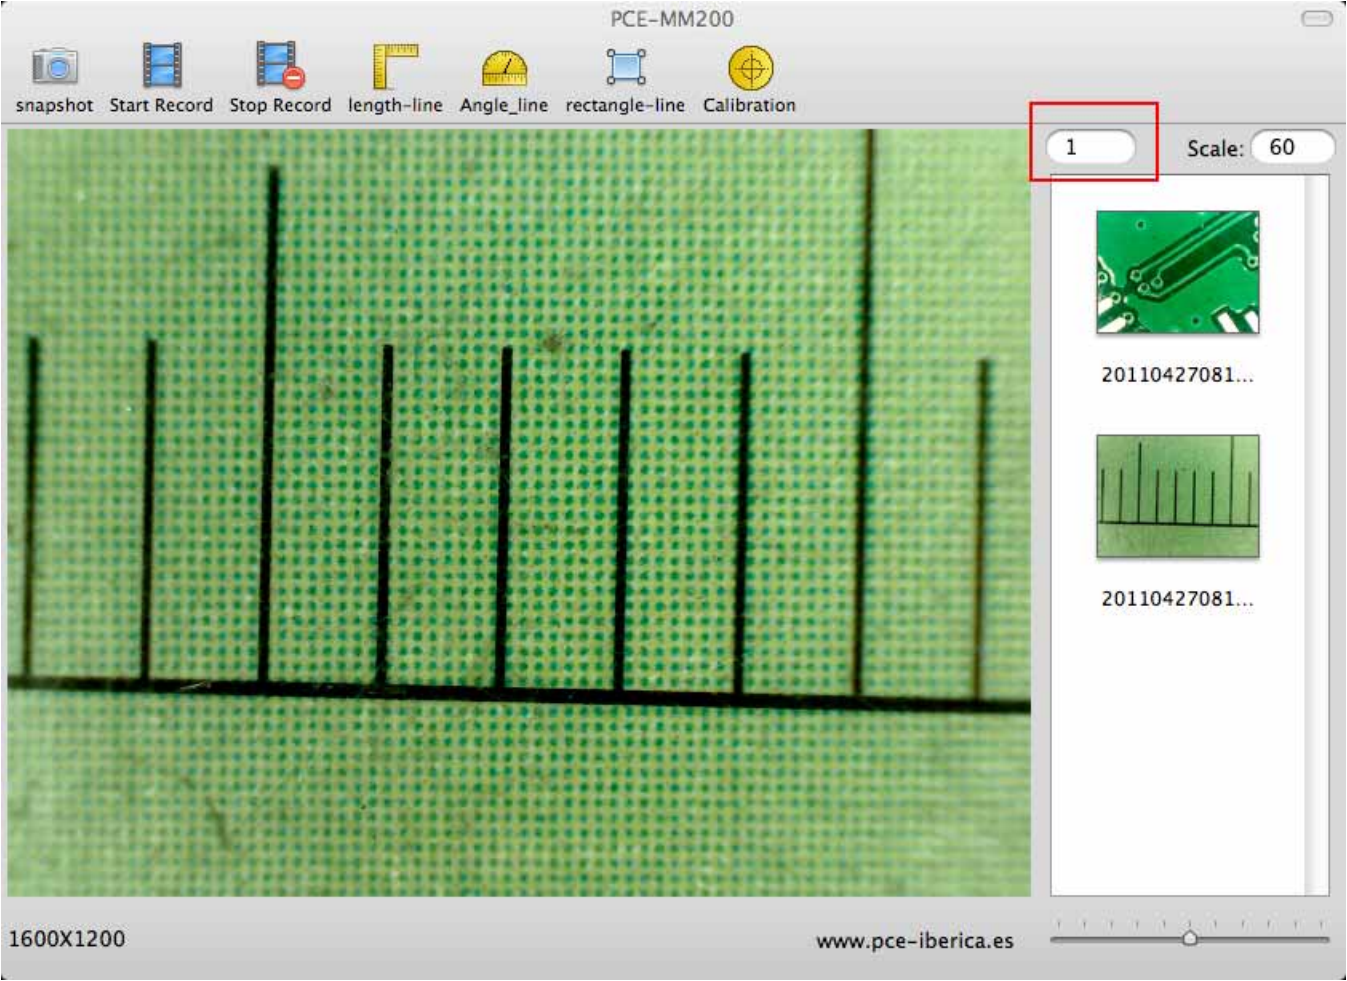 PCE-MM200
snapshot Start Record Stop Record length-line Angle_line rectangle-line Calibration
1 Scale: 60
20110427081...
20110427081...
1600X1200 www.pce-iberica.es